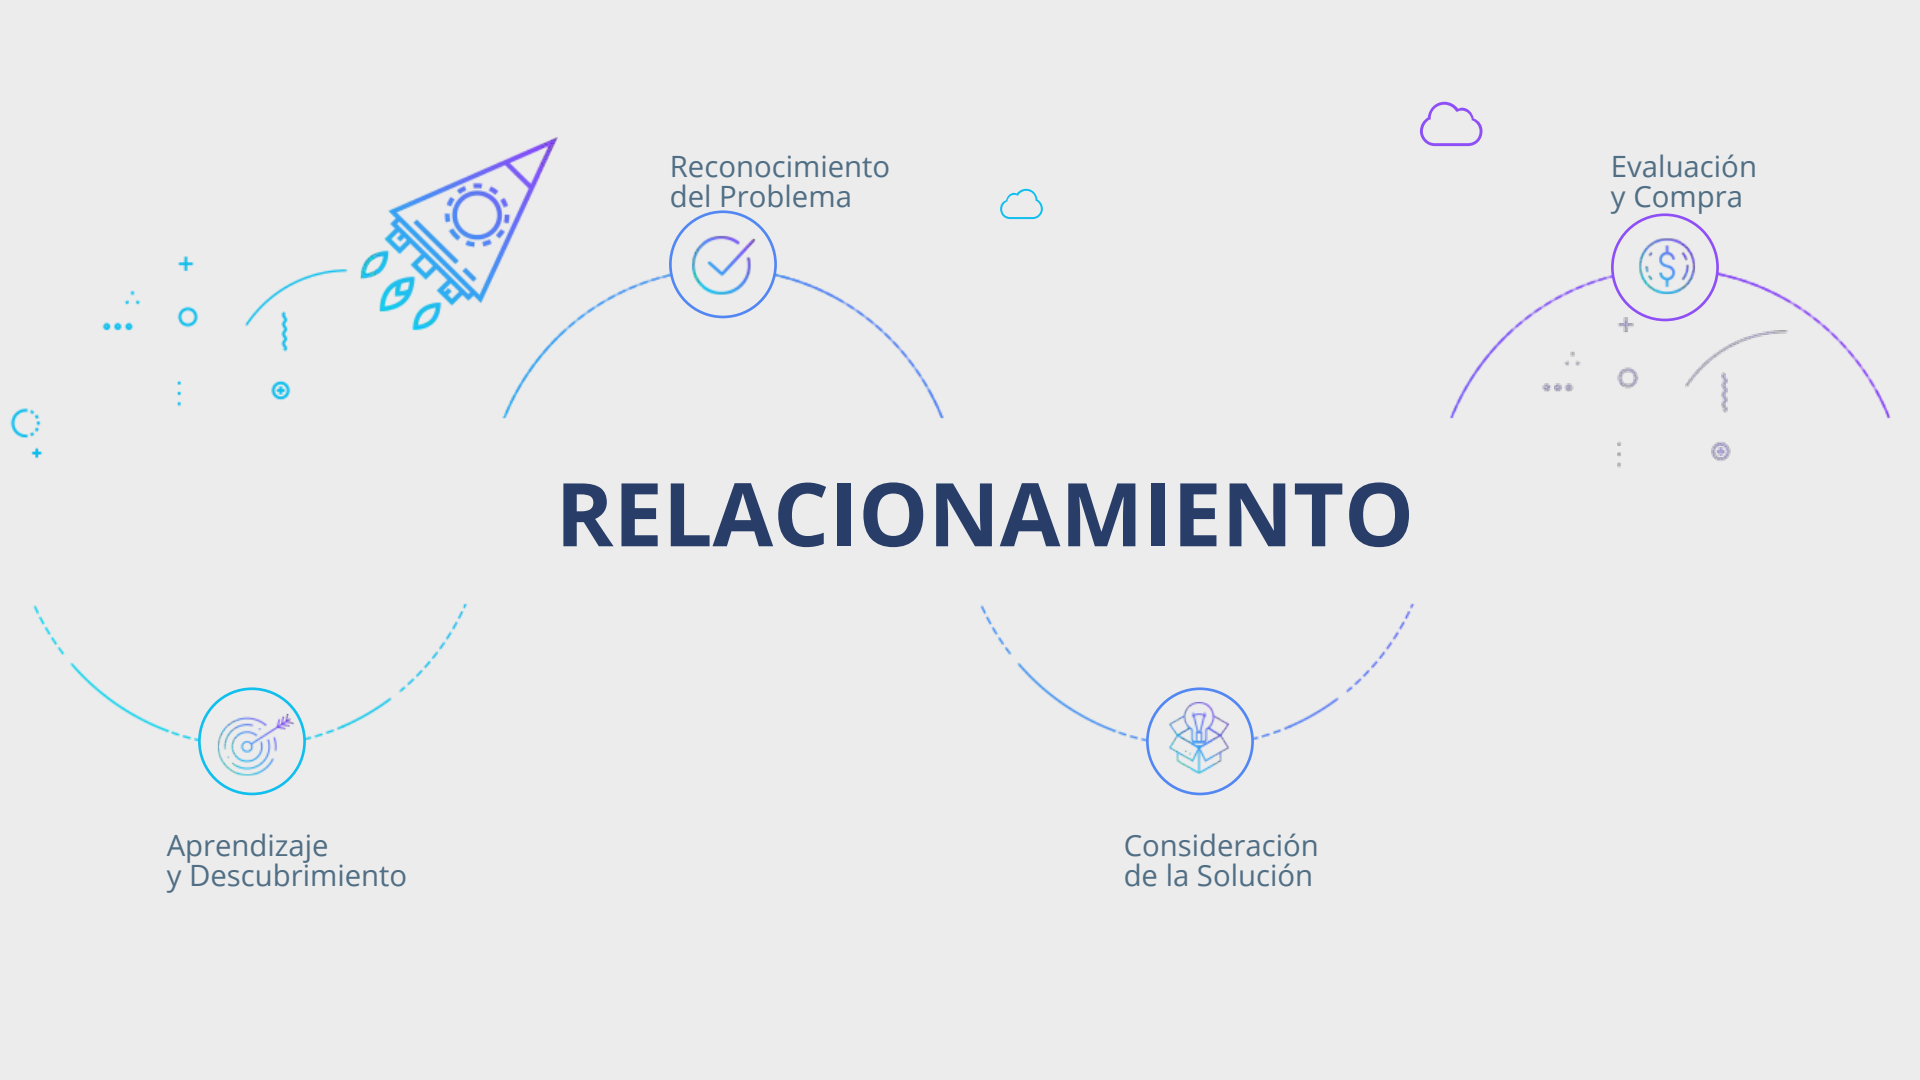 Reconocimiento
del Problema
Evaluación
y Compra
RELACIONAMIENTO
Aprendizaje
y Descubrimiento
Consideración
de la Solución